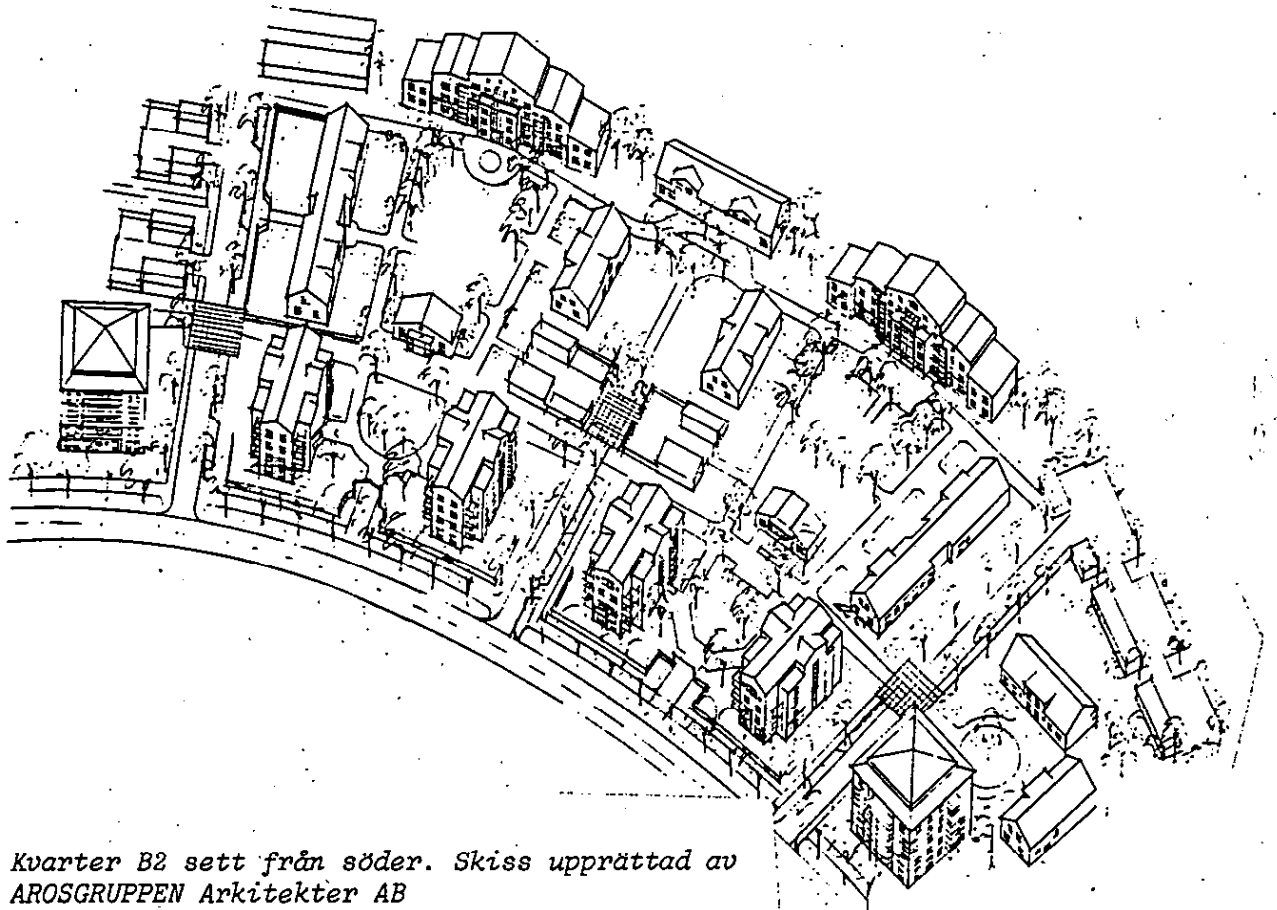 Kvarter B2 sett från söder. Skiss upprättad av
AROSGRUPPEN Arkitekter AB